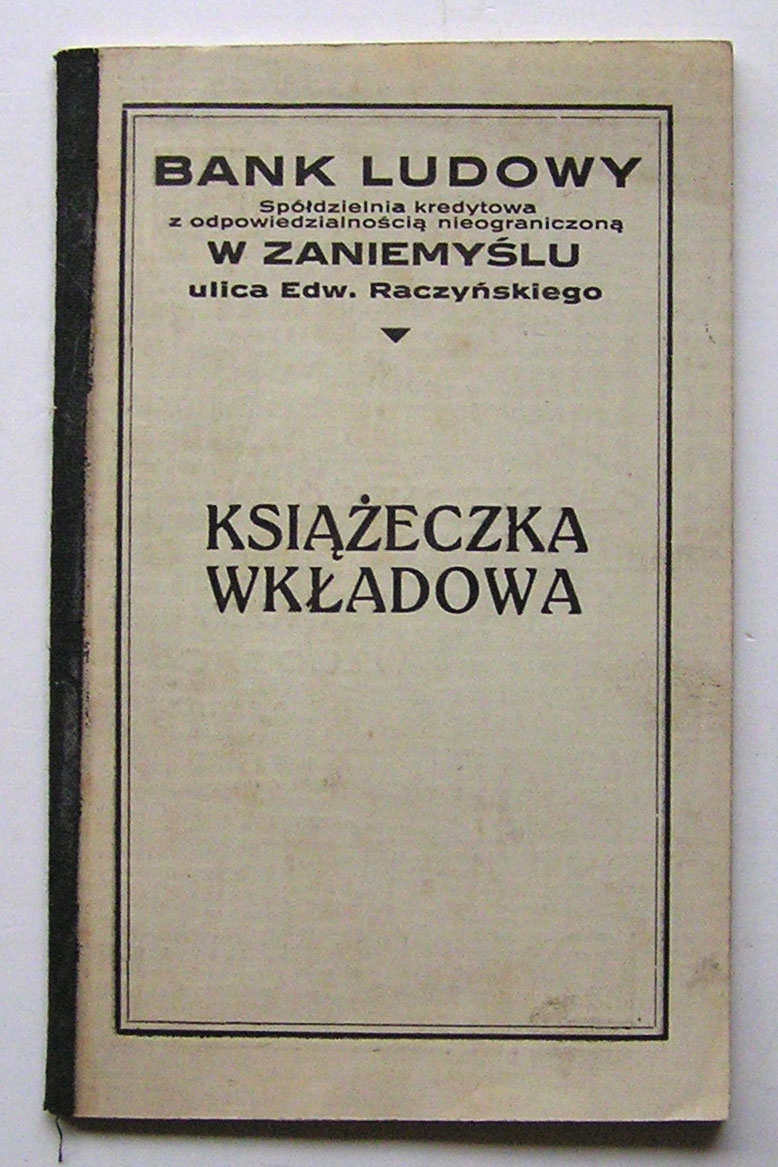 BANK LUDOWY
Spółdzielnia kredytowa
z odpowiedzialnością nieograniczoną
W ZANIEMYŚLU
ulica Edw. Raczyńskiego
KSIĄŻECZKA
WKŁADOWA